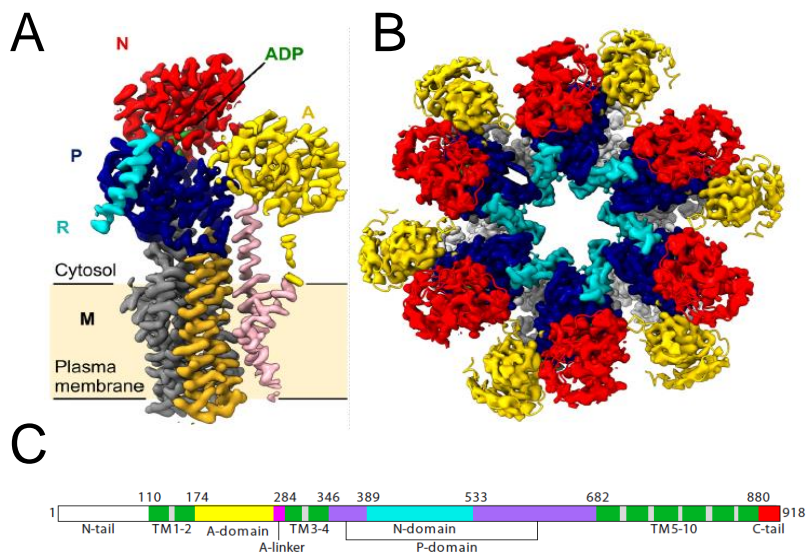 A
B
N
ADP
A
P
R
Cytosol
M
Plasma
membrane
C
110 174 284 346 389 533 682 880
1 918
N-tail TM1-2 A-domain TM3-4 N-domain TM5-10 C-tail
A-linker P-domain